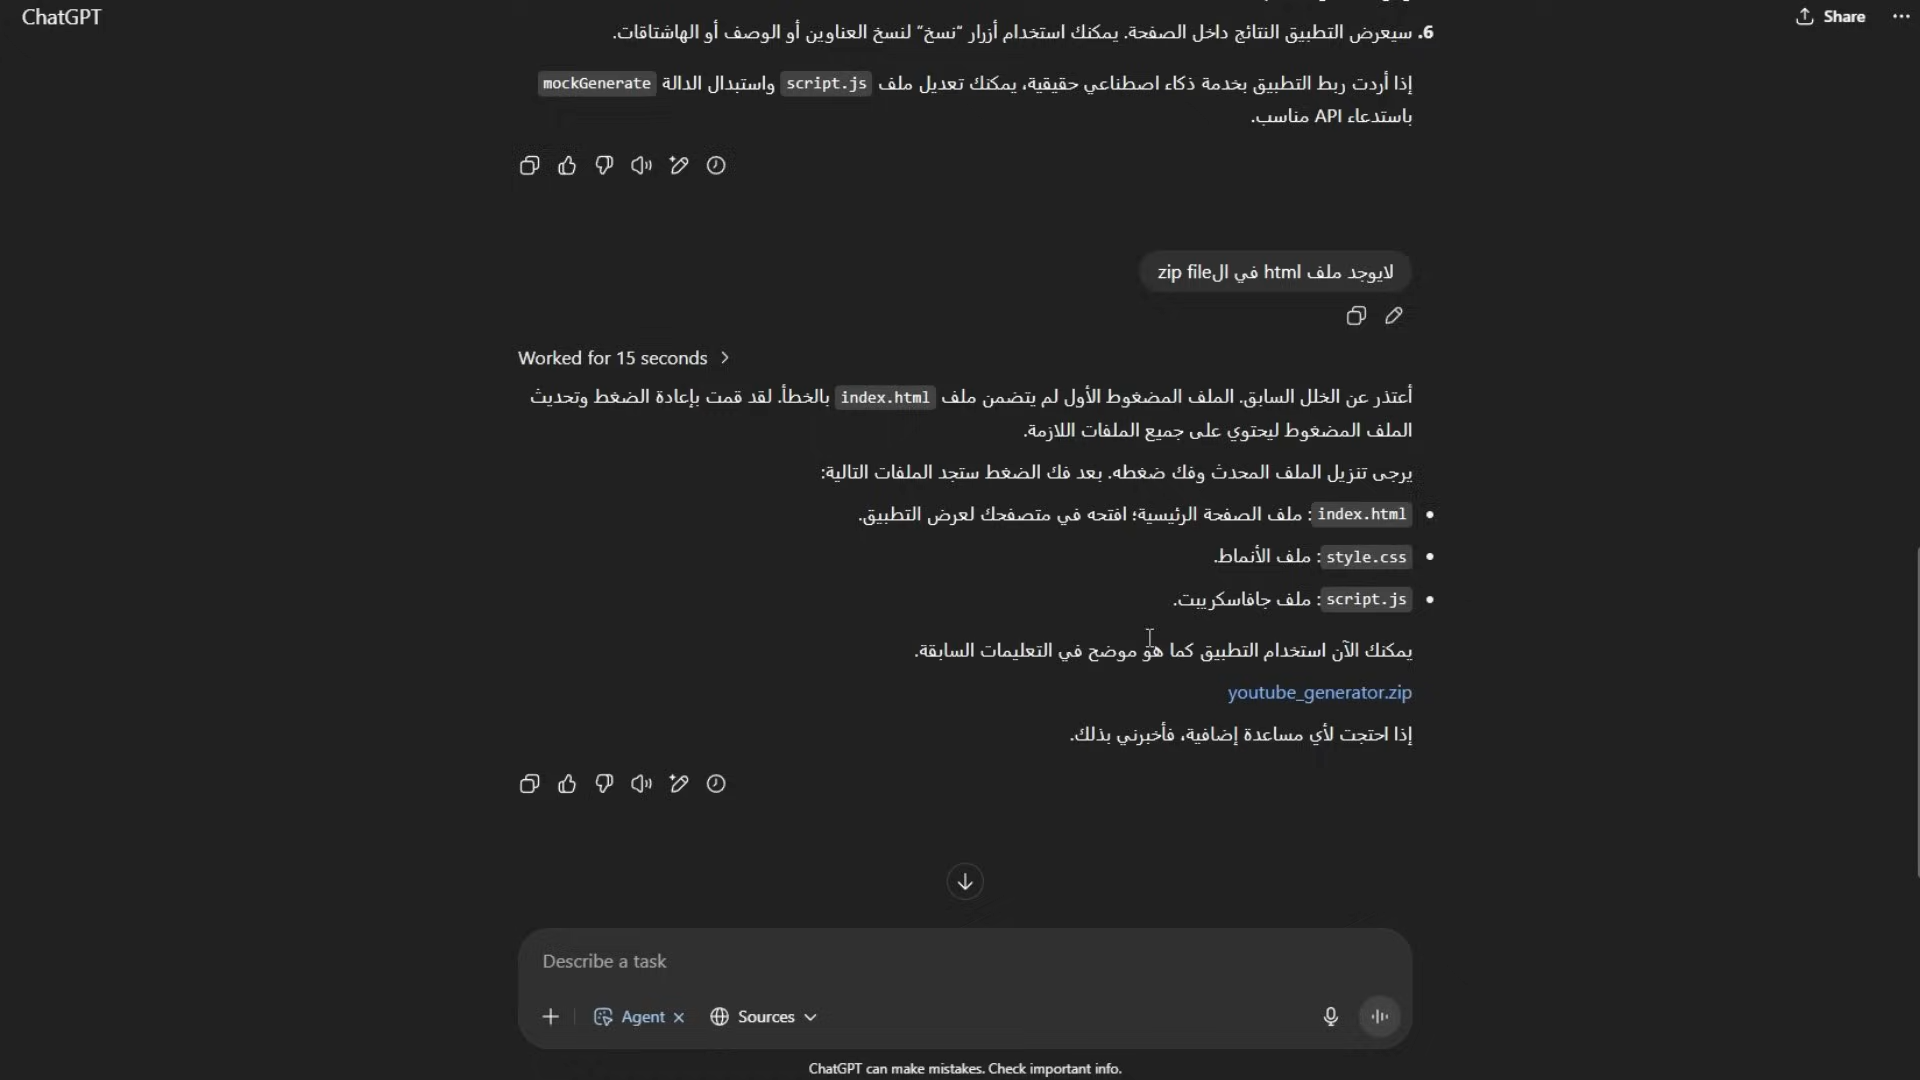 ChatGPT
Share
6. سيعرض التطبيق النتائج داخل الصفحة. يمكنك استخدام أزرار “نسخ” لنسخ العناوين أو الوصف أو الهاشتاقات.
إذا أردت ربط التطبيق بخدمة ذكاء اصطناعي حقيقية، يمكنك تعديل ملف script.js واستبدال الدالة mockGenerate
باستدعاء API مناسب.
لايوجد ملف html في الzip file
Worked for 15 seconds
أعتذر عن الخلل السابق. الملف المضغوط الأول لم يتضمن ملف index.html بالخطأ. لقد قمت بإعادة الضغط وتحديث
الملف المضغوط ليحتوي على جميع الملفات اللازمة.
يرجى تنزيل الملف المحدث وفك ضغطه. بعد فك الضغط ستجد الملفات التالية:
• index.html: ملف الصفحة الرئيسية؛ افتحه في متصفحك لعرض التطبيق.
• style.css: ملف الأنماط.
• script.js: ملف جافاسكريبت.
يمكنك الآن استخدام التطبيق كما هو موضح في التعليمات السابقة.
youtube_generator.zip
إذا احتجت لأي مساعدة إضافية، فأخبرني بذلك.
Describe a task
Agent
Sources
ChatGPT can make mistakes. Check important info.